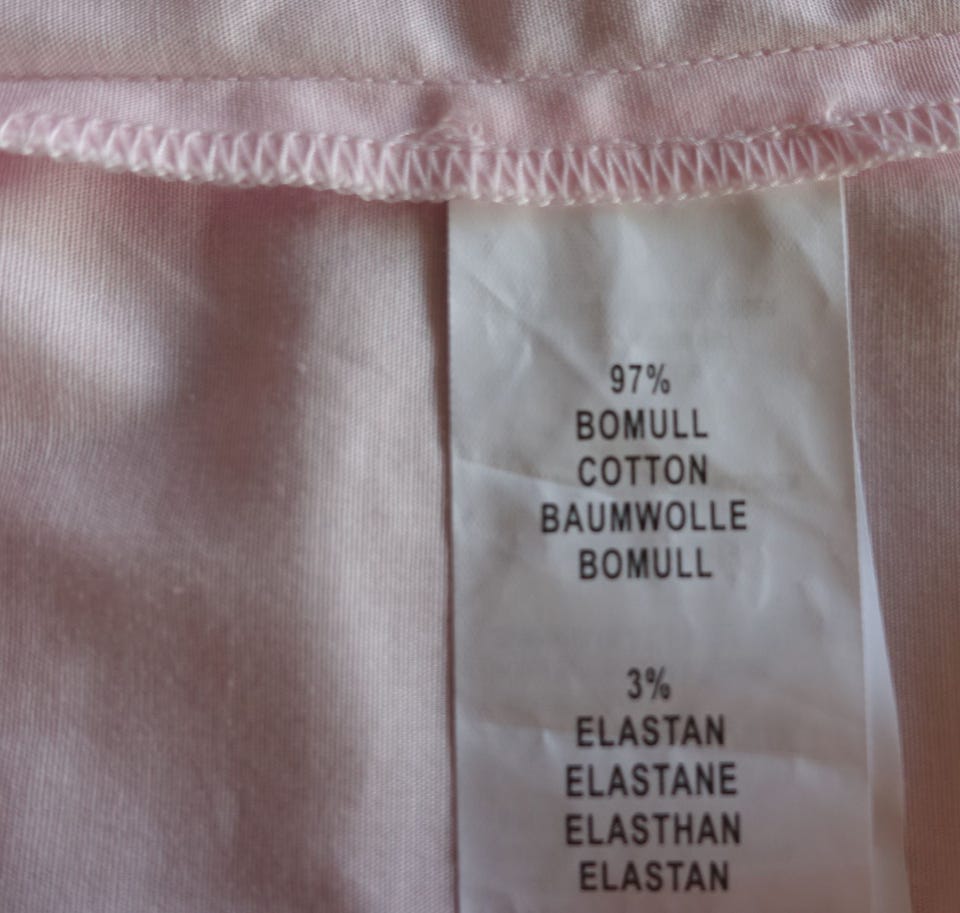 97%
BOMULL
COTTON
BAUMWOLLE
BOMULL
3%
ELASTAN
ELASTANE
ELASTHAN
ELASTAN